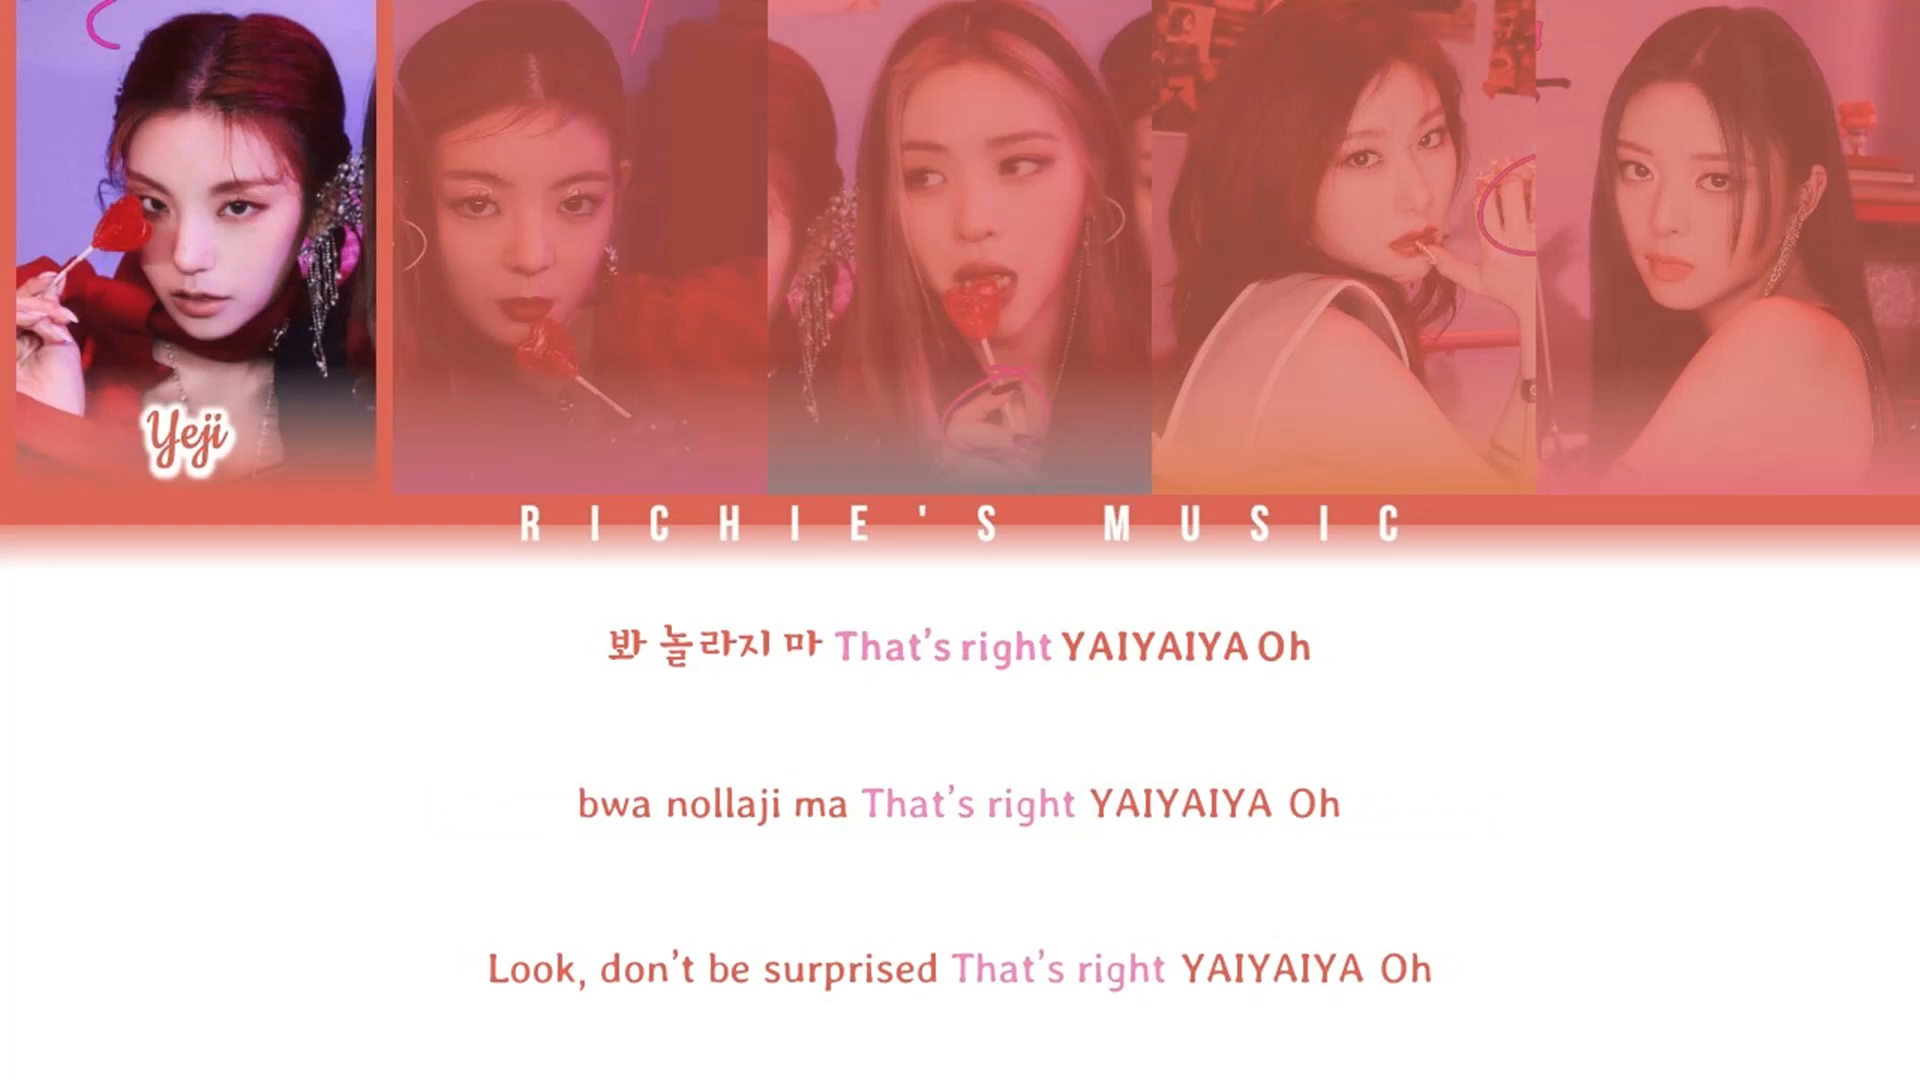 Yeji
RICHIE'S MUSIC
봐 놀라지 마 That's right YAIYAIYA Oh
bwa nollaji ma That's right YAIYAIYA Oh
Look, don't be surprised That's right YAIYAIYA Oh